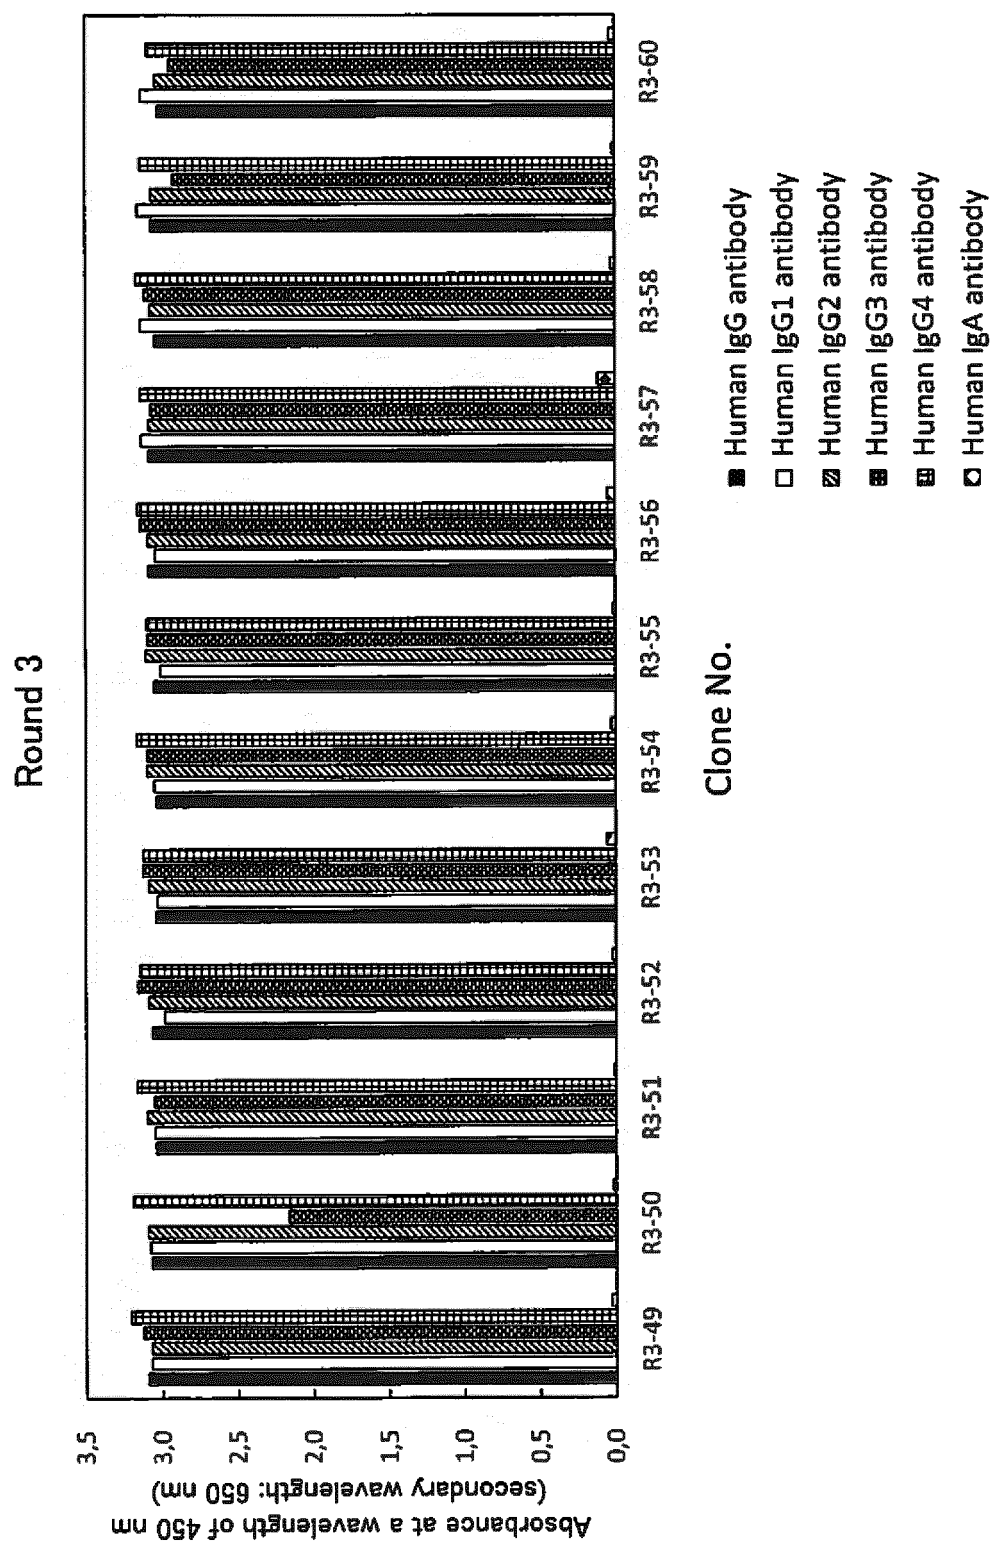 Round 3
Absorbance at a wavelength of 450 nm
(secondary wavelength: 650 nm)
3,5
3,0
2,5
2,0
1,5
1,0
0,5
0,0
R3-49
R3-50
R3-51
R3-52
R3-53
R3-54
R3-55
R3-56
R3-57
R3-58
R3-59
R3-60
Clone No.
Human IgG antibody
Human IgG1 antibody
Human IgG2 antibody
Human IgG3 antibody
Human IgG4 antibody
Human IgA antibody